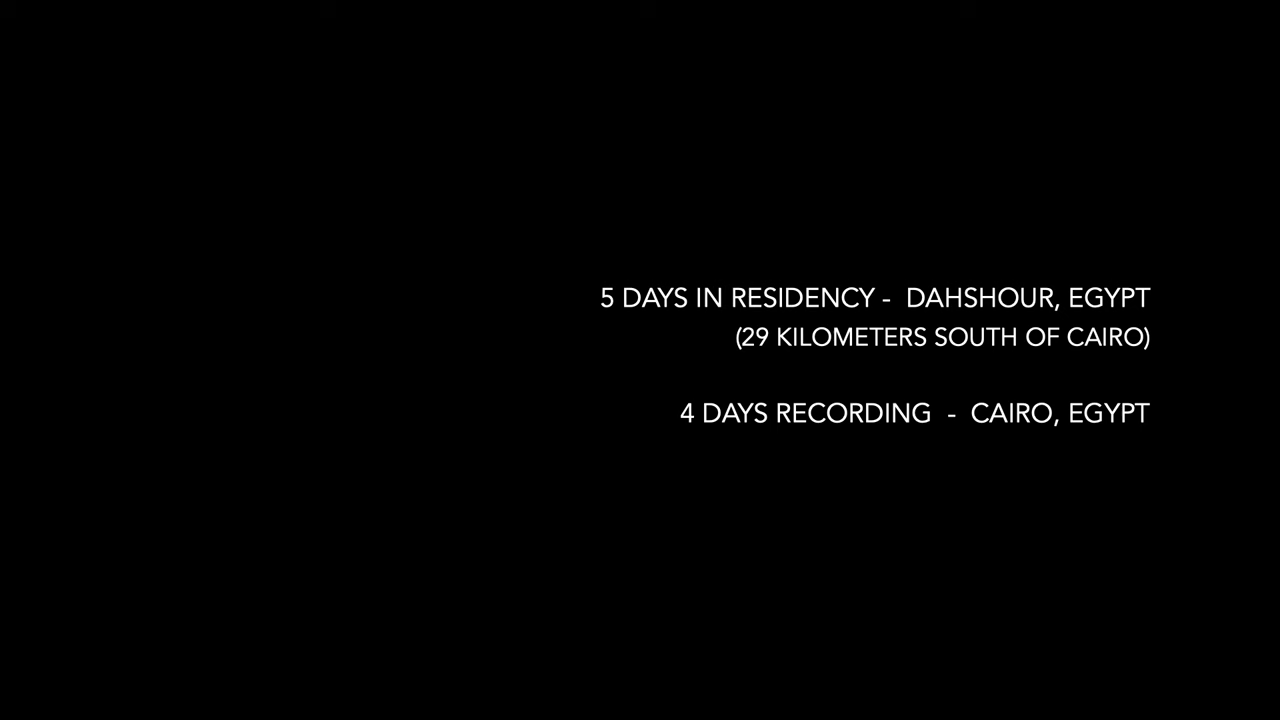 5 DAYS IN RESIDENCY -  DAHSHOUR, EGYPT
(29 KILOMETERS SOUTH OF CAIRO)
4 DAYS RECORDING  -  CAIRO, EGYPT